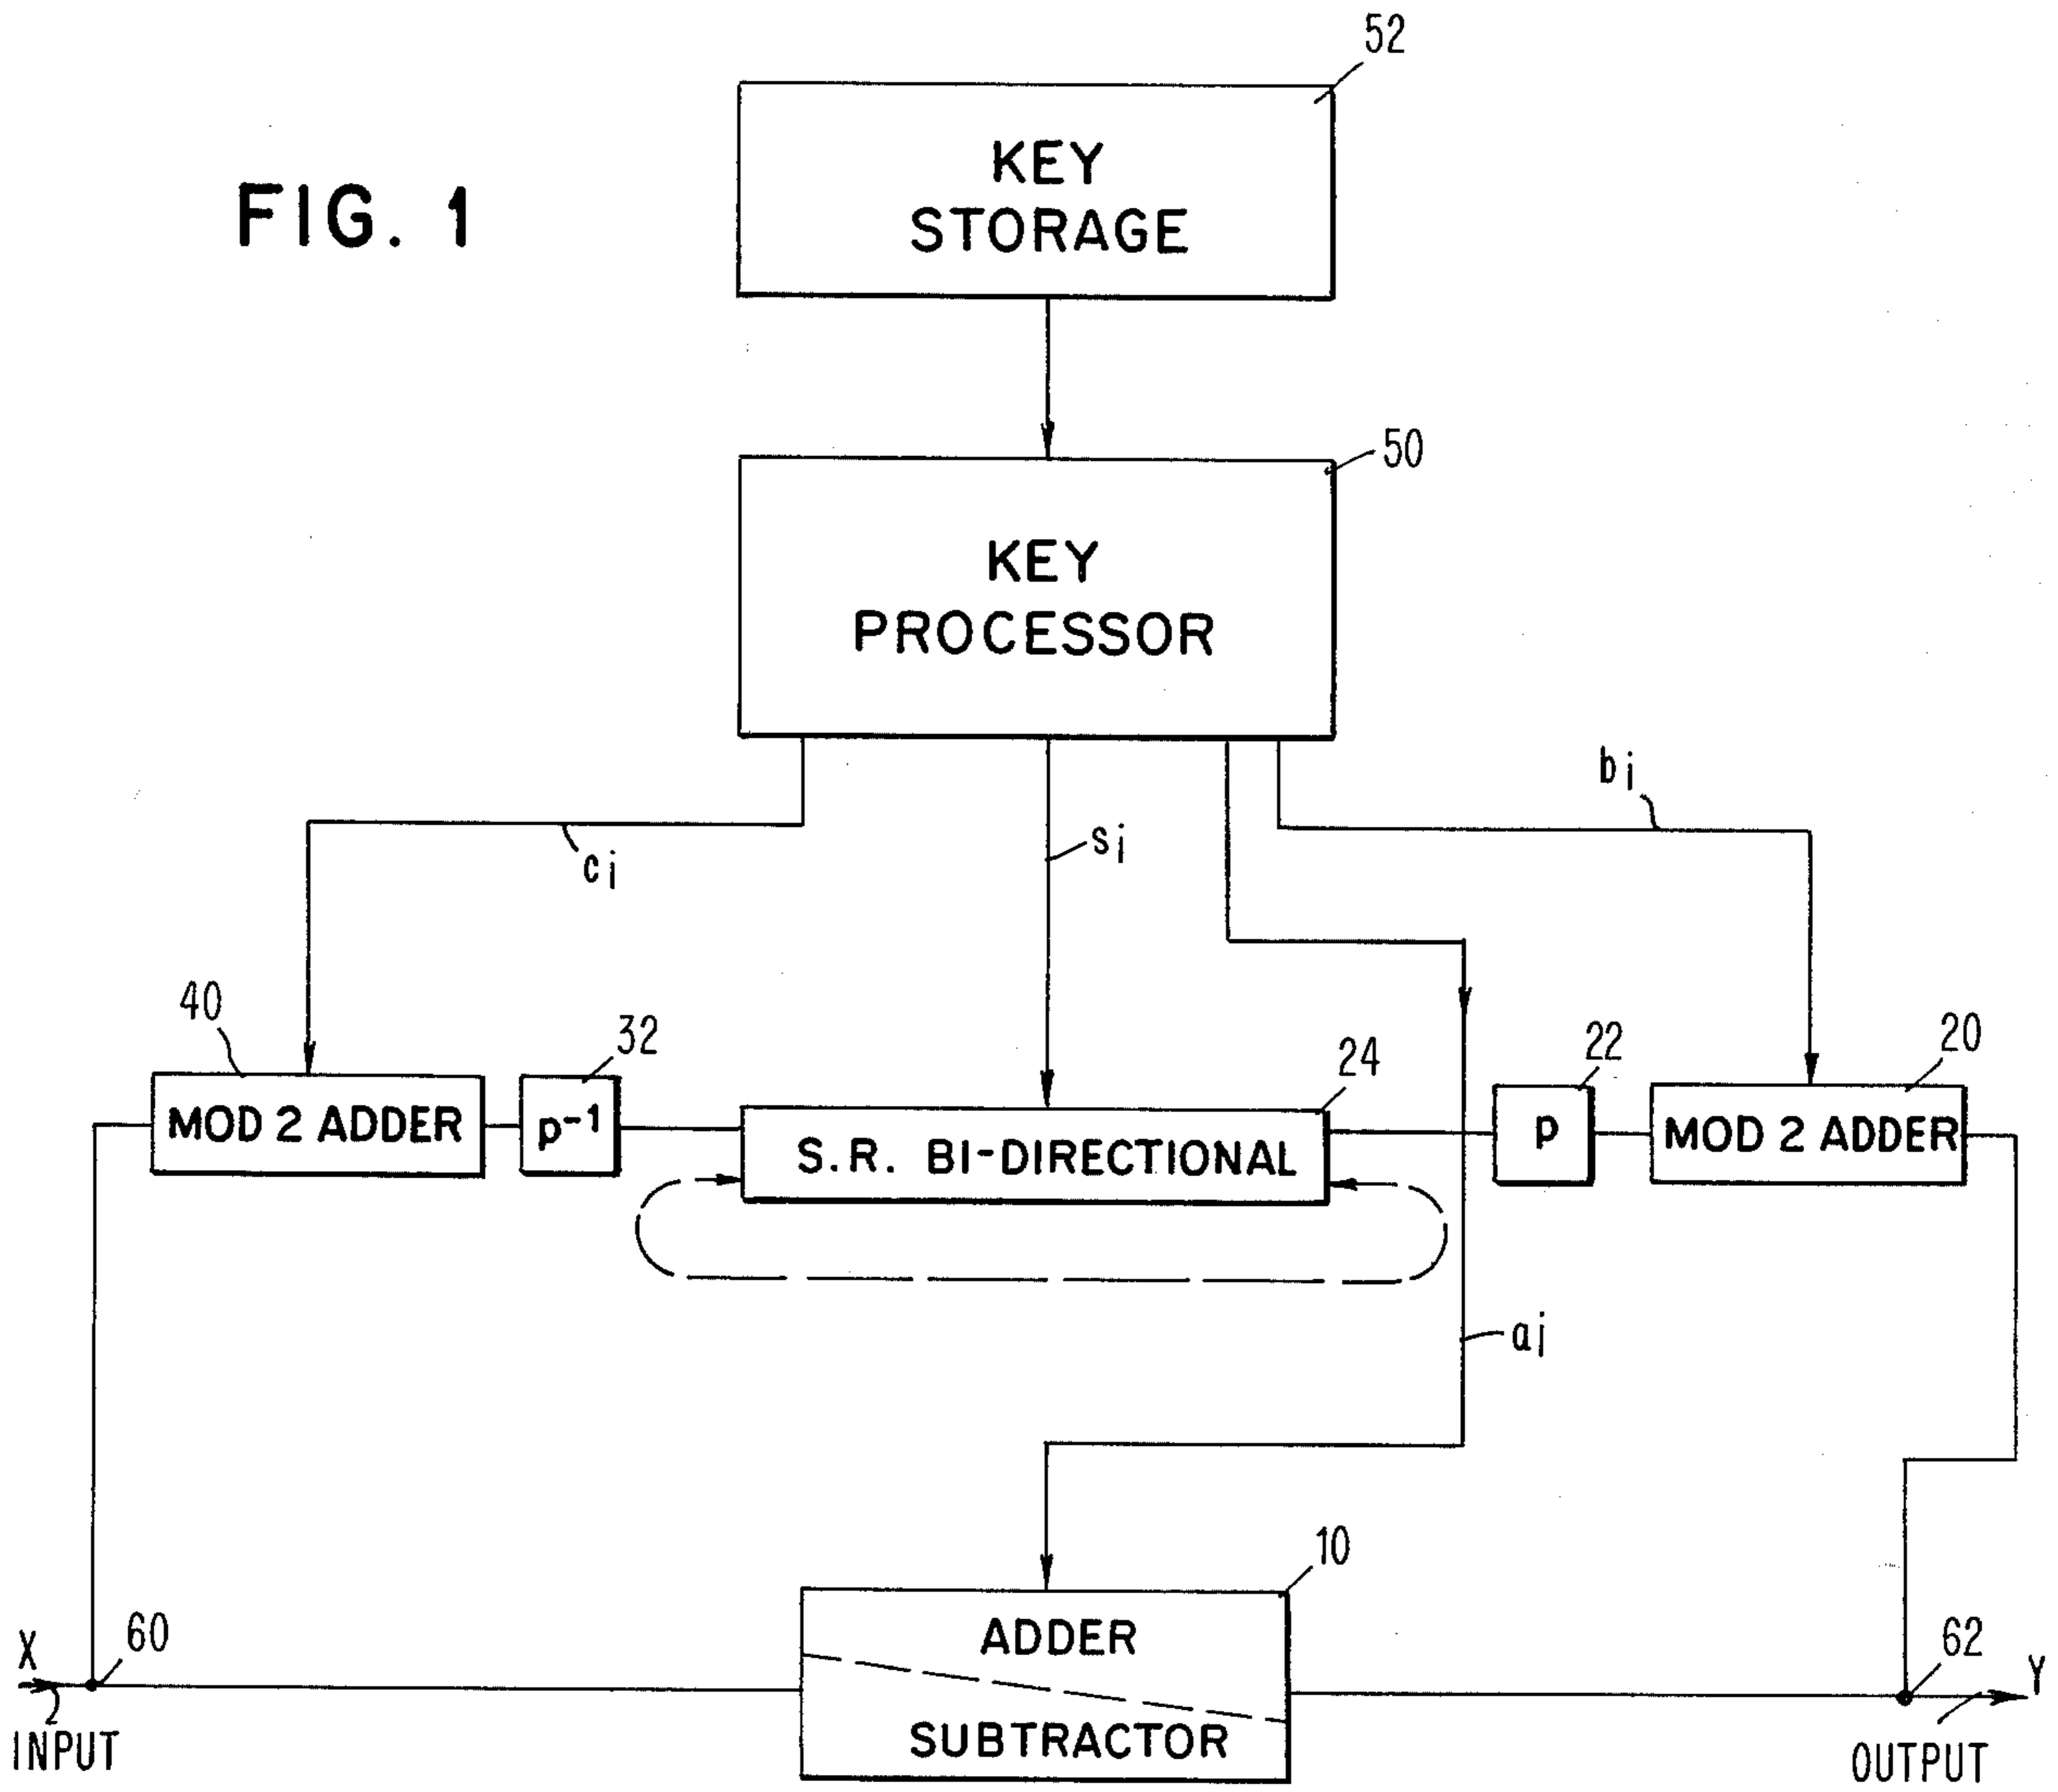 52
KEY
STORAGE
FIG. 1
50
KEY
PROCESSOR
bi
si
ci
40
32
24
22
20
MOD 2 ADDER
p-1
S.R. BI-DIRECTIONAL
p
MOD 2 ADDER
ai
10
X
60
ADDER
62
Y
2
INPUT
SUBTRACTOR
OUTPUT